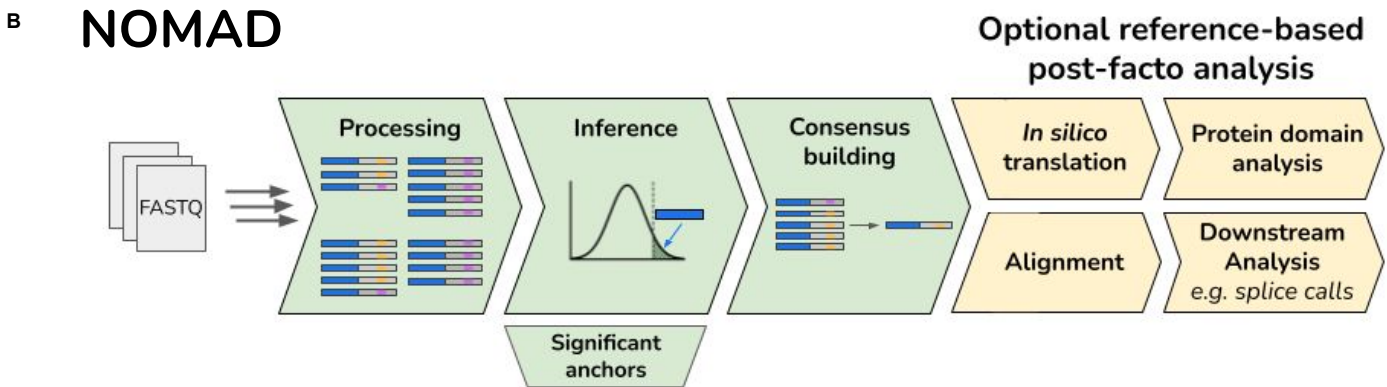 B
NOMAD
Optional reference-based
post-facto analysis
FASTQ
Processing
Inference
Significant
anchors
Consensus
building
In silico
translation
Protein domain
analysis
Alignment
Downstream
Analysis
e.g. splice calls